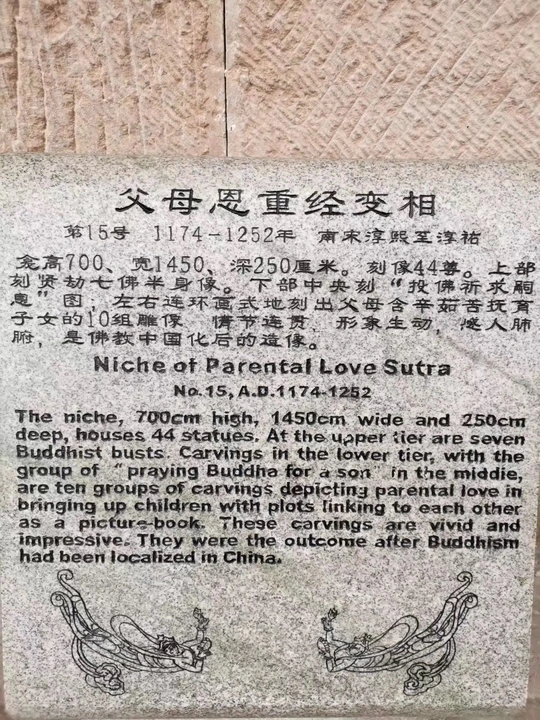 父母恩重经变相
第15号 1174-1252年 南宋淳熙至淳祐
龛高700、宽1450、深250厘米。刻像44尊。上部
刻贤劫七佛半身像。下部中央刻“投佛祈求嗣
息”图；左右连环画式地刻出父母含辛茹苦抚育
子女的10组雕像 情节连贯、形象生动，感人肺
腑，是佛教中国化后的造像。
Niche of Parental Love Sutra
No.15, A.D.1174-1252
The niche, 700cm high, 1450cm wide and 250cm
deep, houses 44 statues. At the upper tier are seven
Buddhist busts. Carvings in the lower tier, with the
group of “praying Buddha for a son” in the middle,
are ten groups of carvings depicting parental love in
bringing up children with plots linking to each other
as a picture-book. These carvings are vivid and
impressive. They were the outcome after Buddhism
had been localized in China.